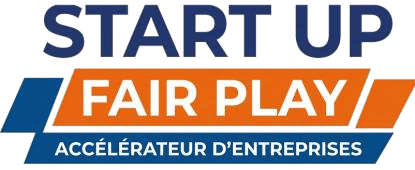 START UP
FAIR PLAY
ACCÉLÉRATEUR D'ENTREPRISES